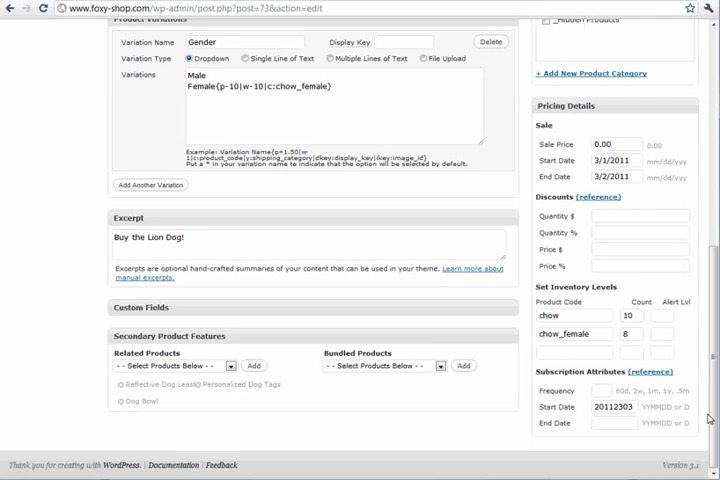 www.foxy-shop.com/wp-admin/post.php?post=73&action=edit
Product Variations
Variation Name Gender Display Key Delete
Variation Type Dropdown Single Line of Text Multiple Lines of Text File Upload
Variations Male
Female{p-10|w-10|c:chow_female}
Example: Variation Name{p+1.50|w-
1|c:product_code|y:shipping_category|dkey:display_key|ikey:image_id}
Put a * in your variation name to indicate that the option will be selected by default.
Add Another Variation
Excerpt
Buy the Lion Dog!
Excerpts are optional hand-crafted summaries of your content that can be used in your theme. Learn more about
manual excerpts.
Custom Fields
Secondary Product Features
Related Products Bundled Products
- - Select Products Below - - Add - - Select Products Below - - Add
Reflective Dog Leash Personalized Dog Tags
Dog Bowl
_Hidden Products
+ Add New Product Category
Pricing Details
Sale
Sale Price 0.00 0.00
Start Date 3/1/2011 mm/dd/yyy
End Date 3/2/2011 mm/dd/yyy
Discounts (reference)
Quantity $
Quantity %
Price $
Price %
Set Inventory Levels
Product Code Count Alert Lvl
chow 10
chow_female 8
Subscription Attributes (reference)
Frequency 60d, 2w, 1m, 1y, .5m
Start Date 20112303 YYYMMDD or D
End Date YYYMMDD or D
Thank you for creating with WordPress. | Documentation | Feedback
Version 3.1